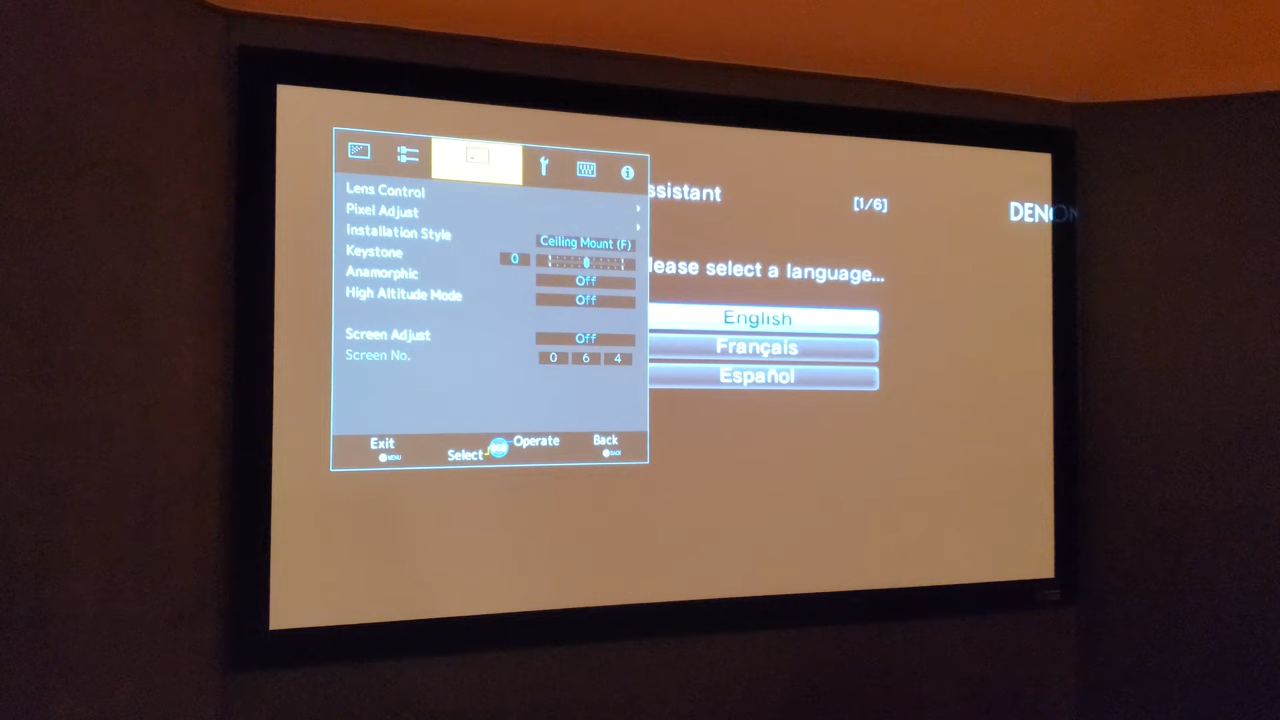 Lens Control
Pixel Adjust
Installation Style Ceiling Mount (F)
Keystone 0
Anamorphic Off
High Altitude Mode Off
Screen Adjust Off
Screen No. 0 6 4
Exit Select Operate Back
MENU BACK
ssistant [1/6] DENON
lease select a language...
English
Français
Español